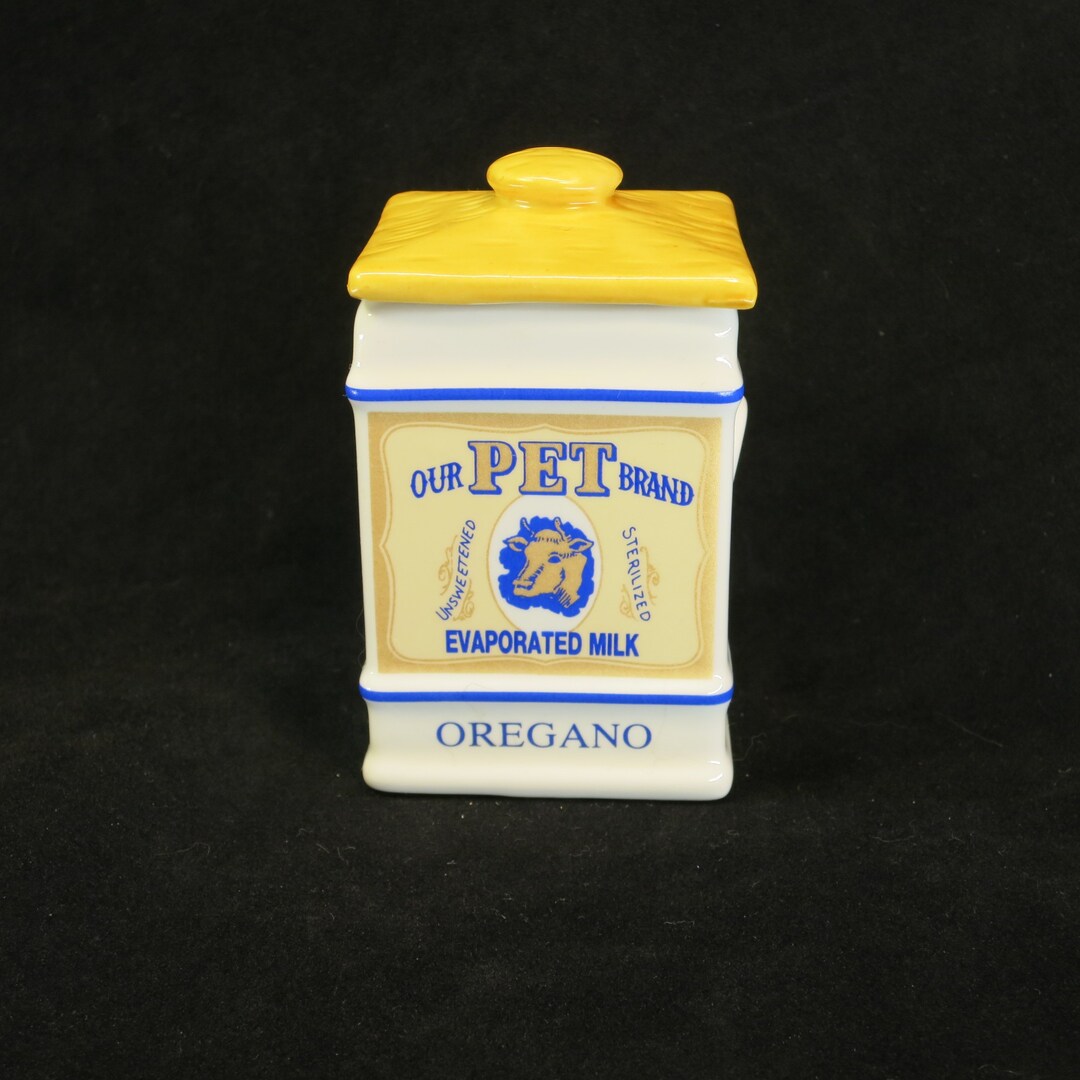 OUR PET BRAND
UNSWEETENED
STERILIZED
EVAPORATED MILK
OREGANO